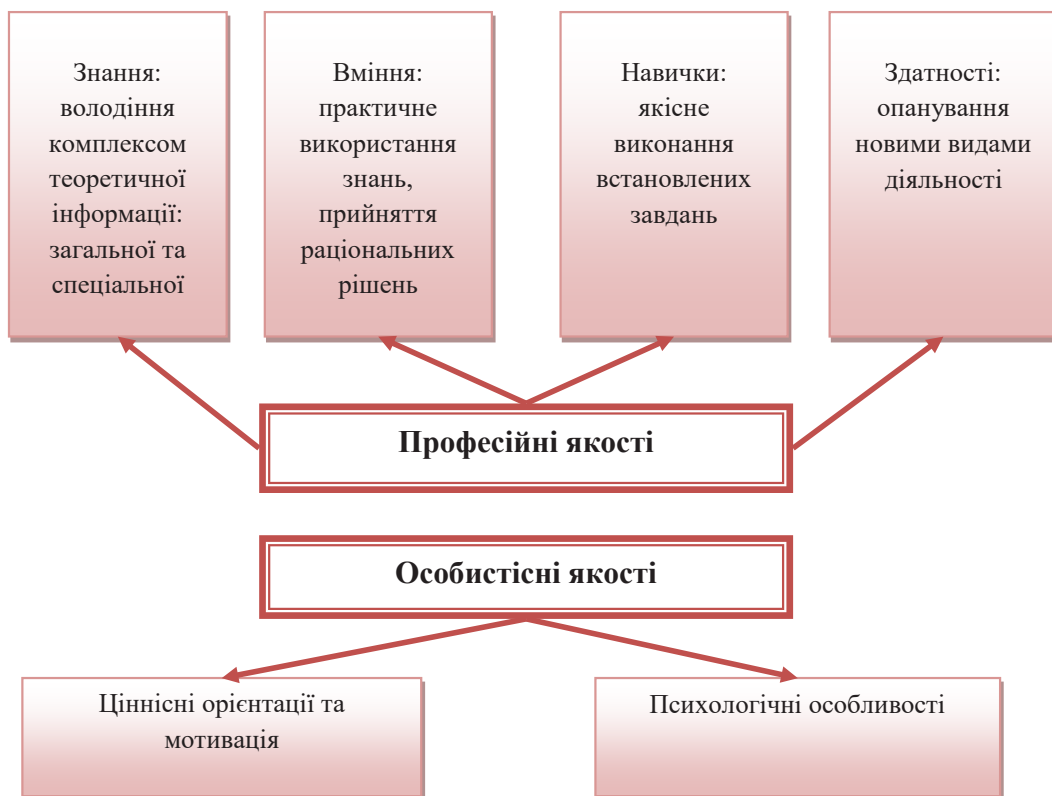 Знання:
володіння
комплексом
теоретичної
інформації:
загальної та
спеціальної
Вміння:
практичне
використання
знань,
прийняття
раціональних
рішень
Навички:
якісне
виконання
встановлених
завдань
Здатності:
опанування
новими видами
діяльності
Професійні якості
Особистісні якості
Ціннісні орієнтації та
мотивація
Психологічні особливості